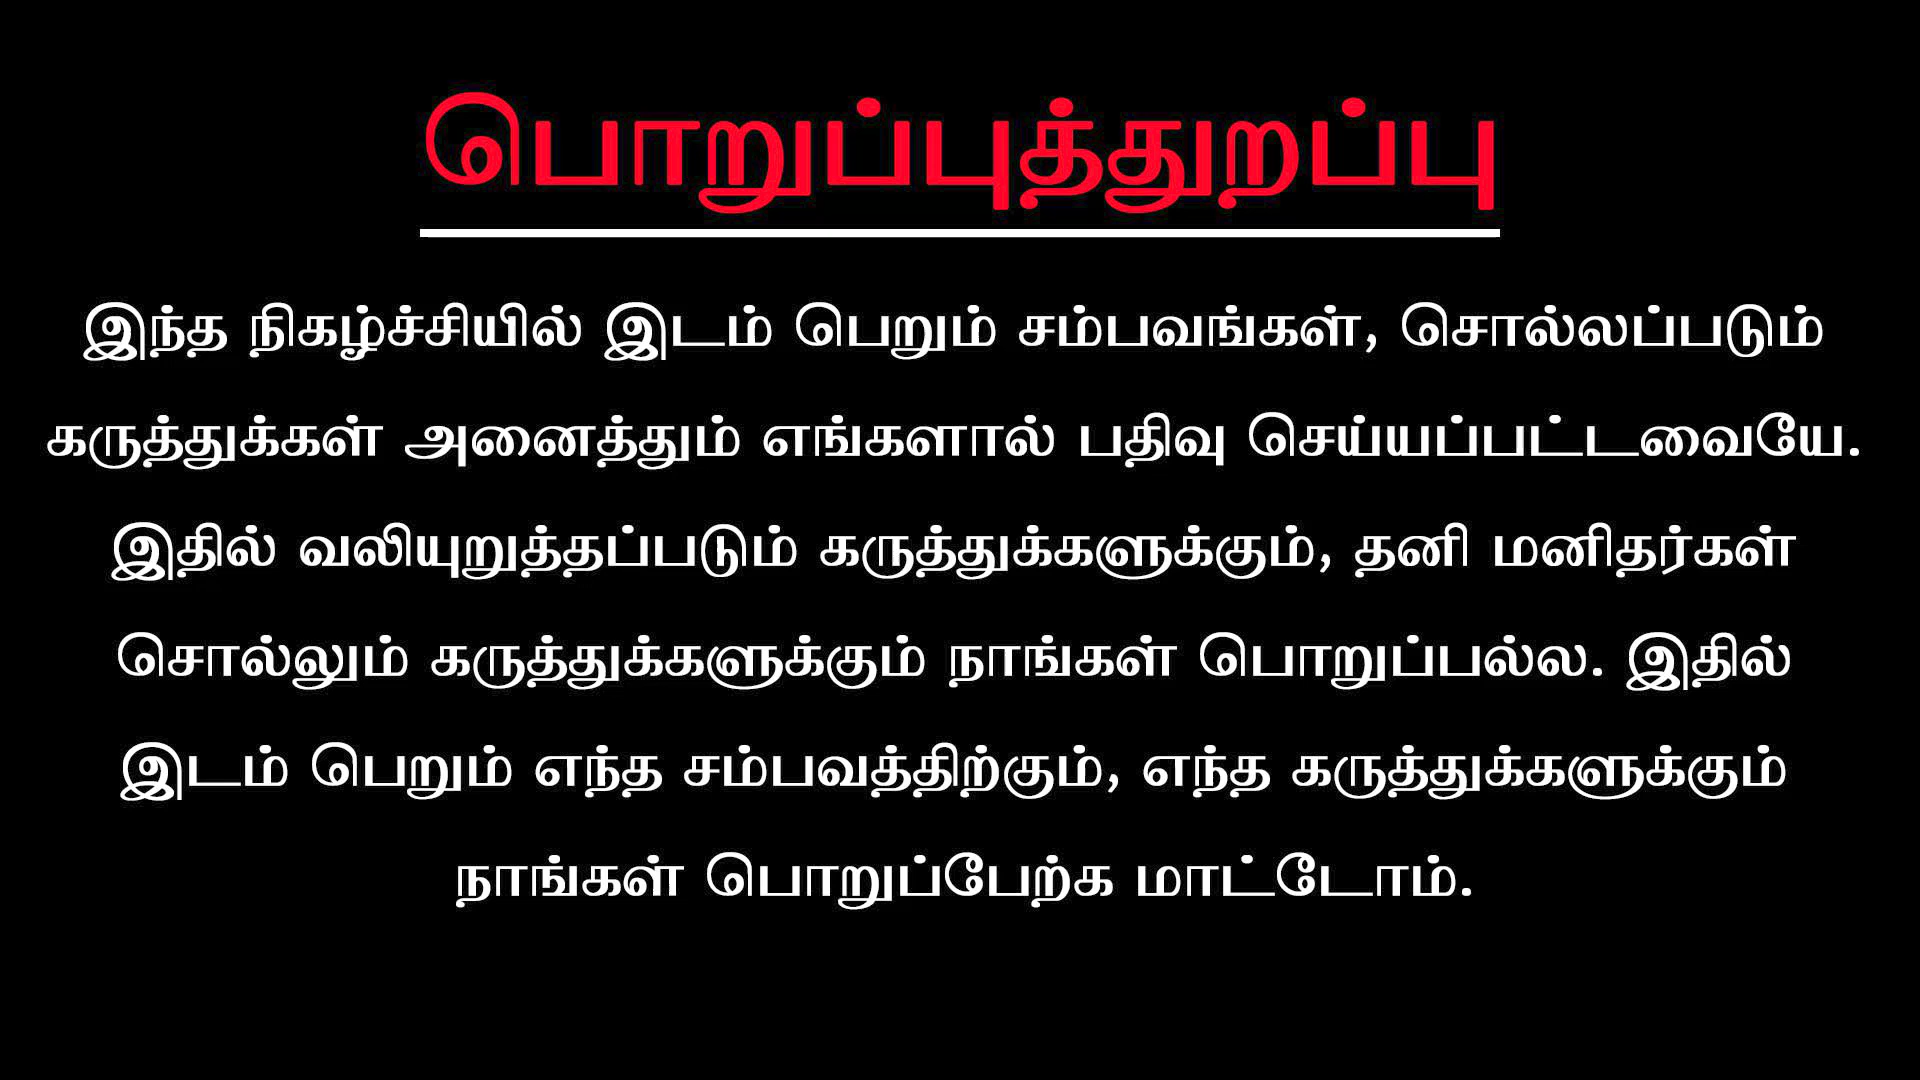 பொறுப்புத்துறப்பு
இந்த நிகழ்ச்சியில் இடம் பெறும் சம்பவங்கள், சொல்லப்படும்
கருத்துக்கள் அனைத்தும் எங்களால் பதிவு செய்யப்பட்டவையே.
இதில் வலியுறுத்தப்படும் கருத்துக்களுக்கும், தனி மனிதர்கள்
சொல்லும் கருத்துக்களுக்கும் நாங்கள் பொறுப்பல்ல. இதில்
இடம் பெறும் எந்த சம்பவத்திற்கும், எந்த கருத்துக்களுக்கும்
நாங்கள் பொறுப்பேற்க மாட்டோம்.